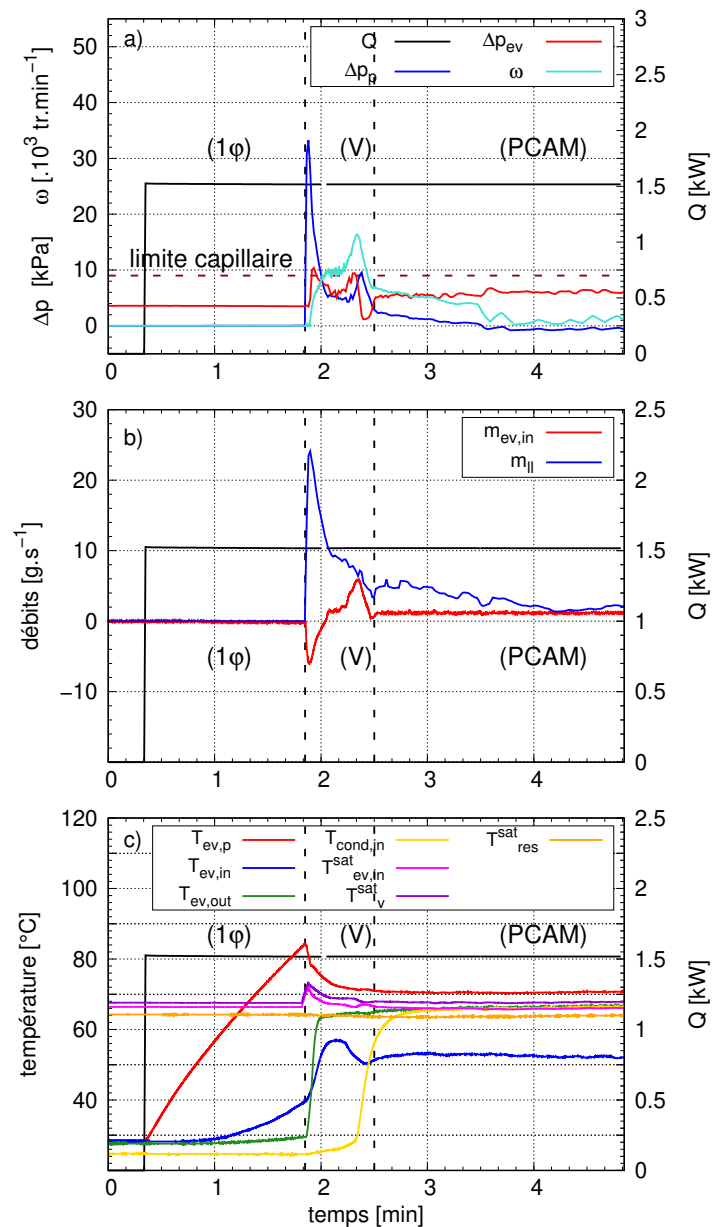 a)
Q
Δp_p
Δp_ev
ω
(1φ)
(V)
(PCAM)
limite capillaire
Δp [kPa] ω [.10³ tr.min⁻¹]
50
40
30
20
10
0
Q [kW]
3
2.5
2
1.5
1
0.5
0
0 1 2 3 4
b)
m_ev,in
m_ll
(1φ)
(V)
(PCAM)
débits [g.s⁻¹]
30
20
10
0
−10
Q [kW]
2.5
2
1.5
1
0.5
0
0 1 2 3 4
c)
T_ev,p
T_ev,in
T_ev,out
T_cond,in
T^sat_ev,in
T^sat_v
T^sat_res
(1φ)
(V)
(PCAM)
température [°C]
120
100
80
60
40
Q [kW]
2.5
2
1.5
1
0.5
0
0 1 2 3 4
temps [min]